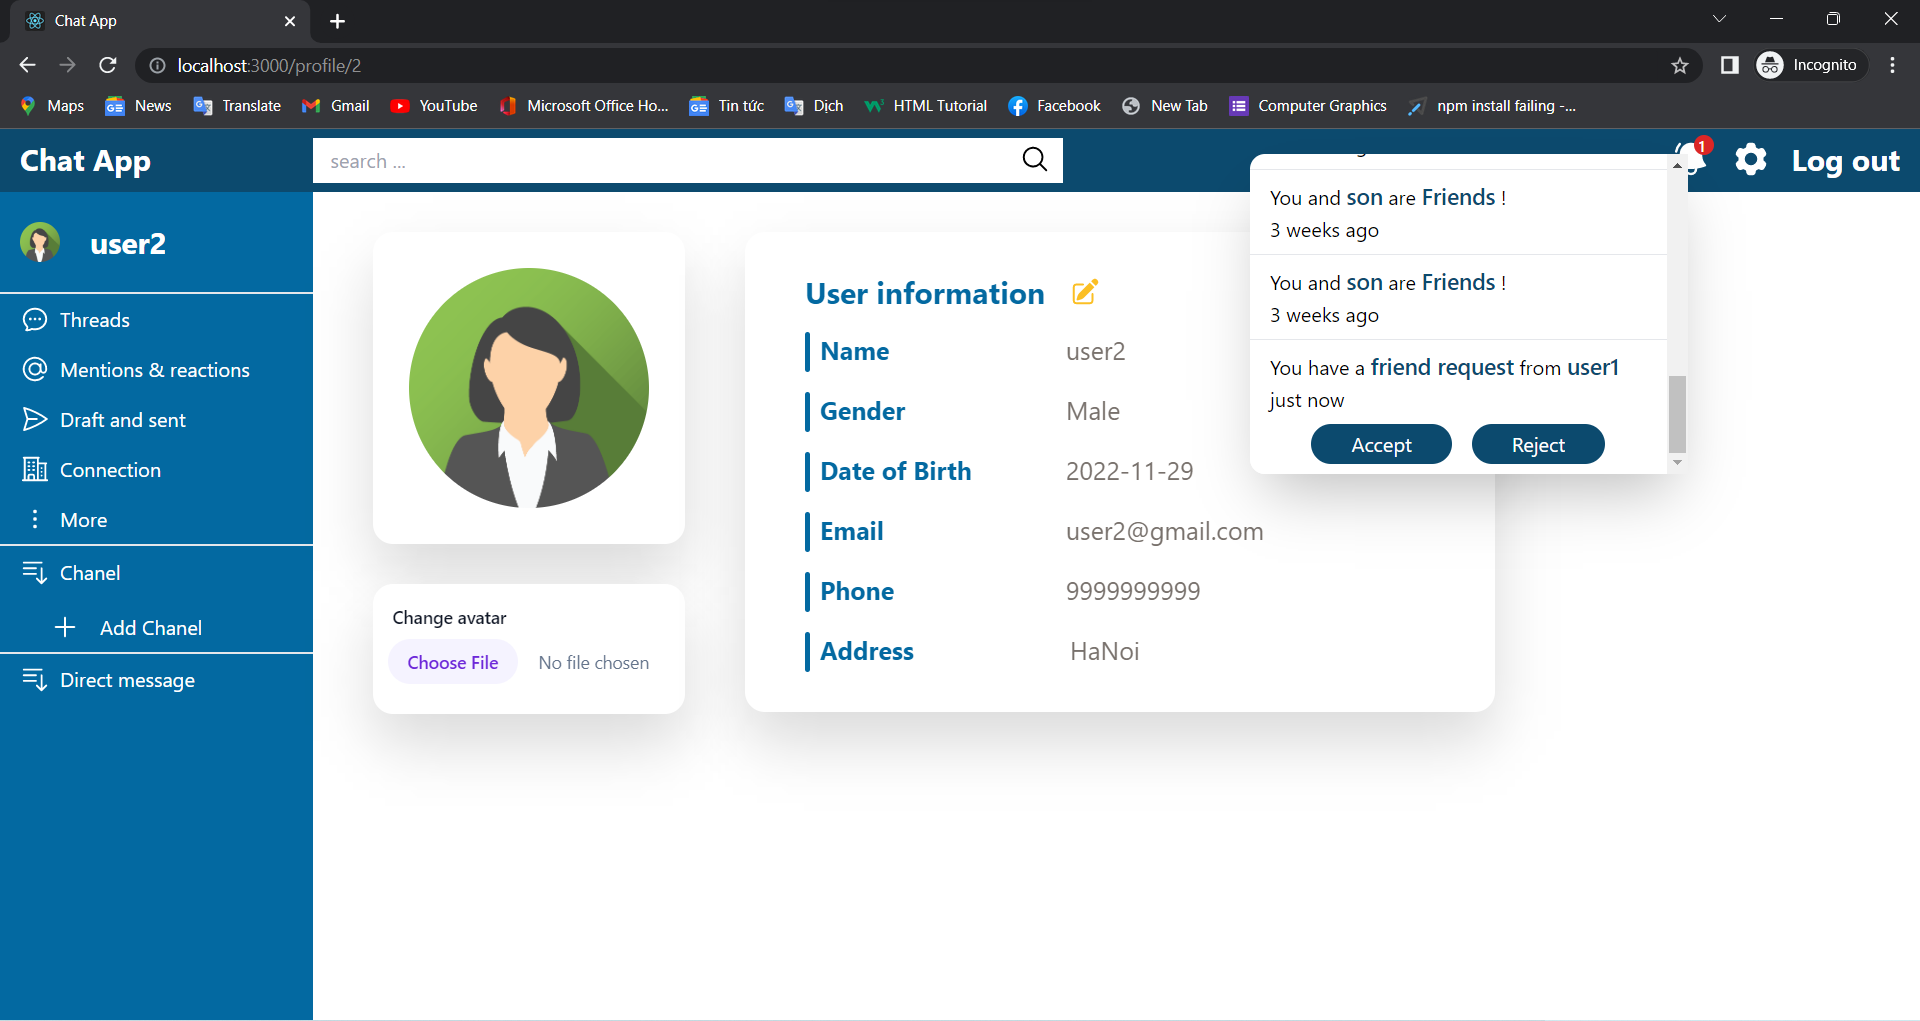 Chat App
localhost:3000/profile/2
Incognito
Maps News Translate Gmail YouTube Microsoft Office Ho... Tin tức Dịch HTML Tutorial Facebook New Tab Computer Graphics npm install failing -...
Chat App
search ...
1
Log out
user2
Threads
Mentions & reactions
Draft and sent
Connection
More
Chanel
Add Chanel
Direct message
Change avatar
Choose File No file chosen
User information
Name user2
Gender Male
Date of Birth 2022-11-29
Email user2@gmail.com
Phone 9999999999
Address HaNoi
You and son are Friends !
3 weeks ago
You and son are Friends !
3 weeks ago
You have a friend request from user1
just now
Accept Reject